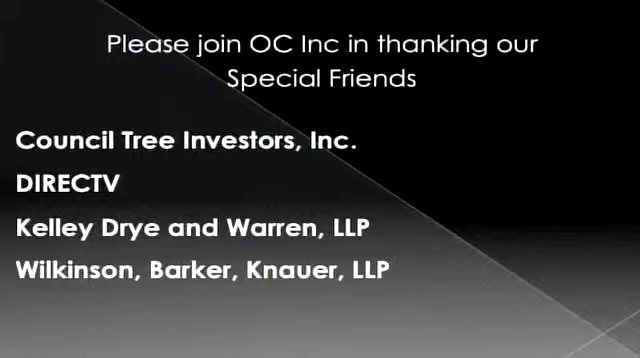 Please join OC Inc in thanking our
Special Friends
Council Tree Investors, Inc.
DIRECTV
Kelley Drye and Warren, LLP
Wilkinson, Barker, Knauer, LLP